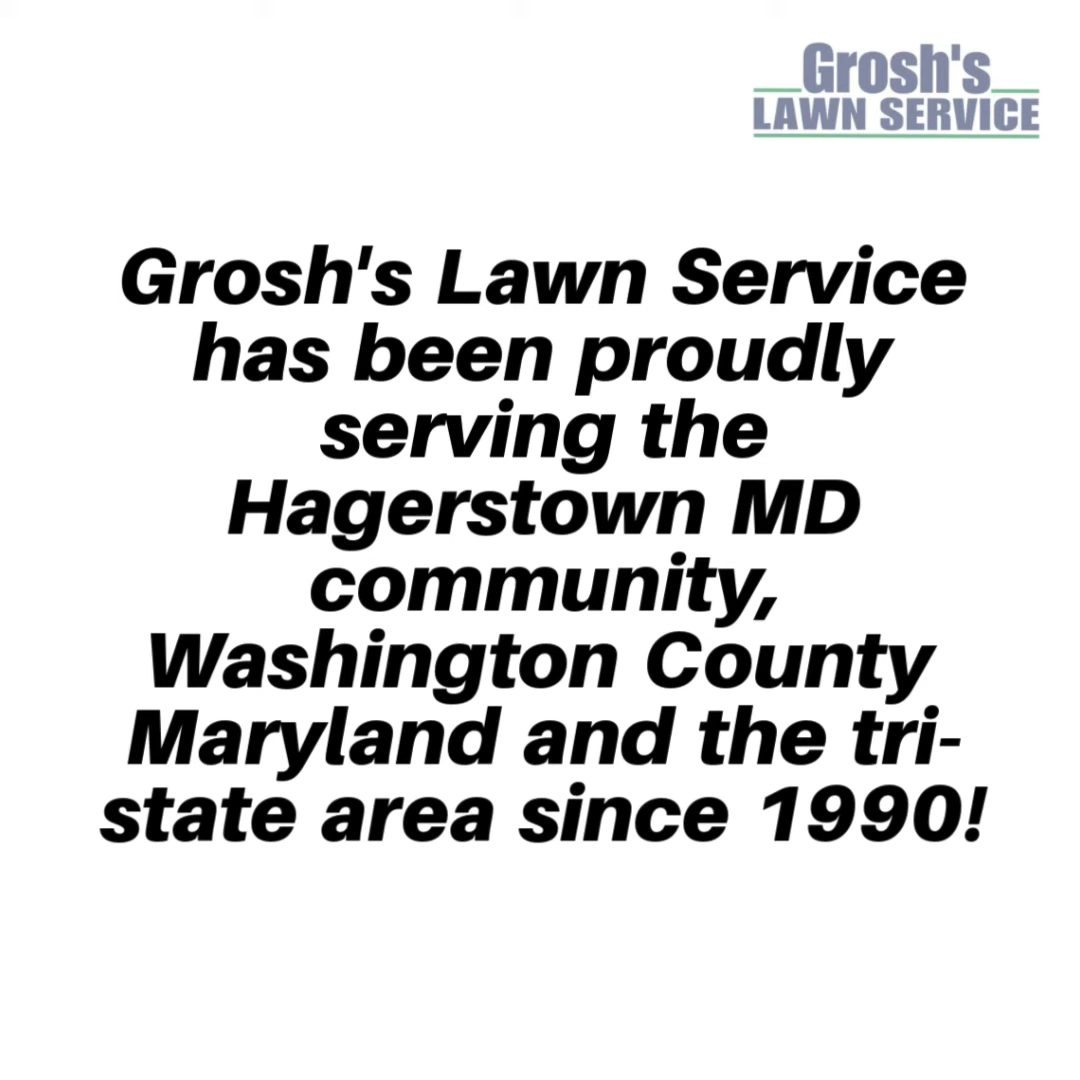 Grosh's
LAWN SERVICE
Grosh's Lawn Service
has been proudly
serving the
Hagerstown MD
community,
Washington County
Maryland and the tri-
state area since 1990!